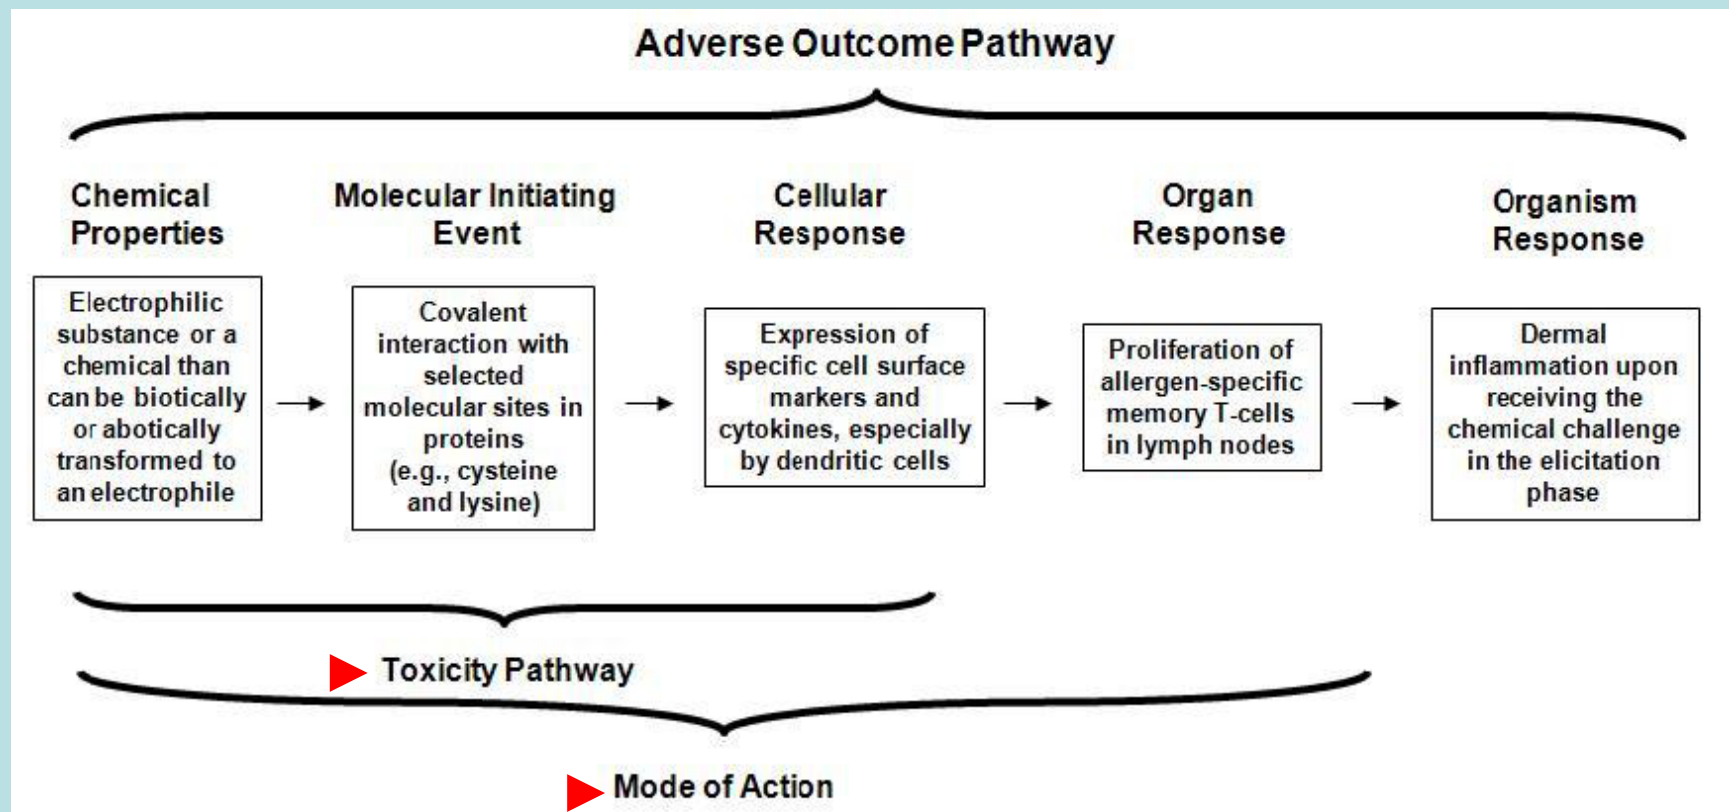 Adverse Outcome Pathway
Chemical
Properties
Molecular Initiating
Event
Cellular
Response
Organ
Response
Organism
Response
Electrophilic
substance or a
chemical than
can be biotically
or abotically
transformed to
an electrophile
Covalent
interaction with
selected
molecular sites in
proteins
(e.g., cysteine
and lysine)
Expression of
specific cell surface
markers and
cytokines, especially
by dendritic cells
Proliferation of
allergen-specific
memory T-cells
in lymph nodes
Dermal
inflammation upon
receiving the
chemical challenge
in the elicitation
phase
Toxicity Pathway
Mode of Action